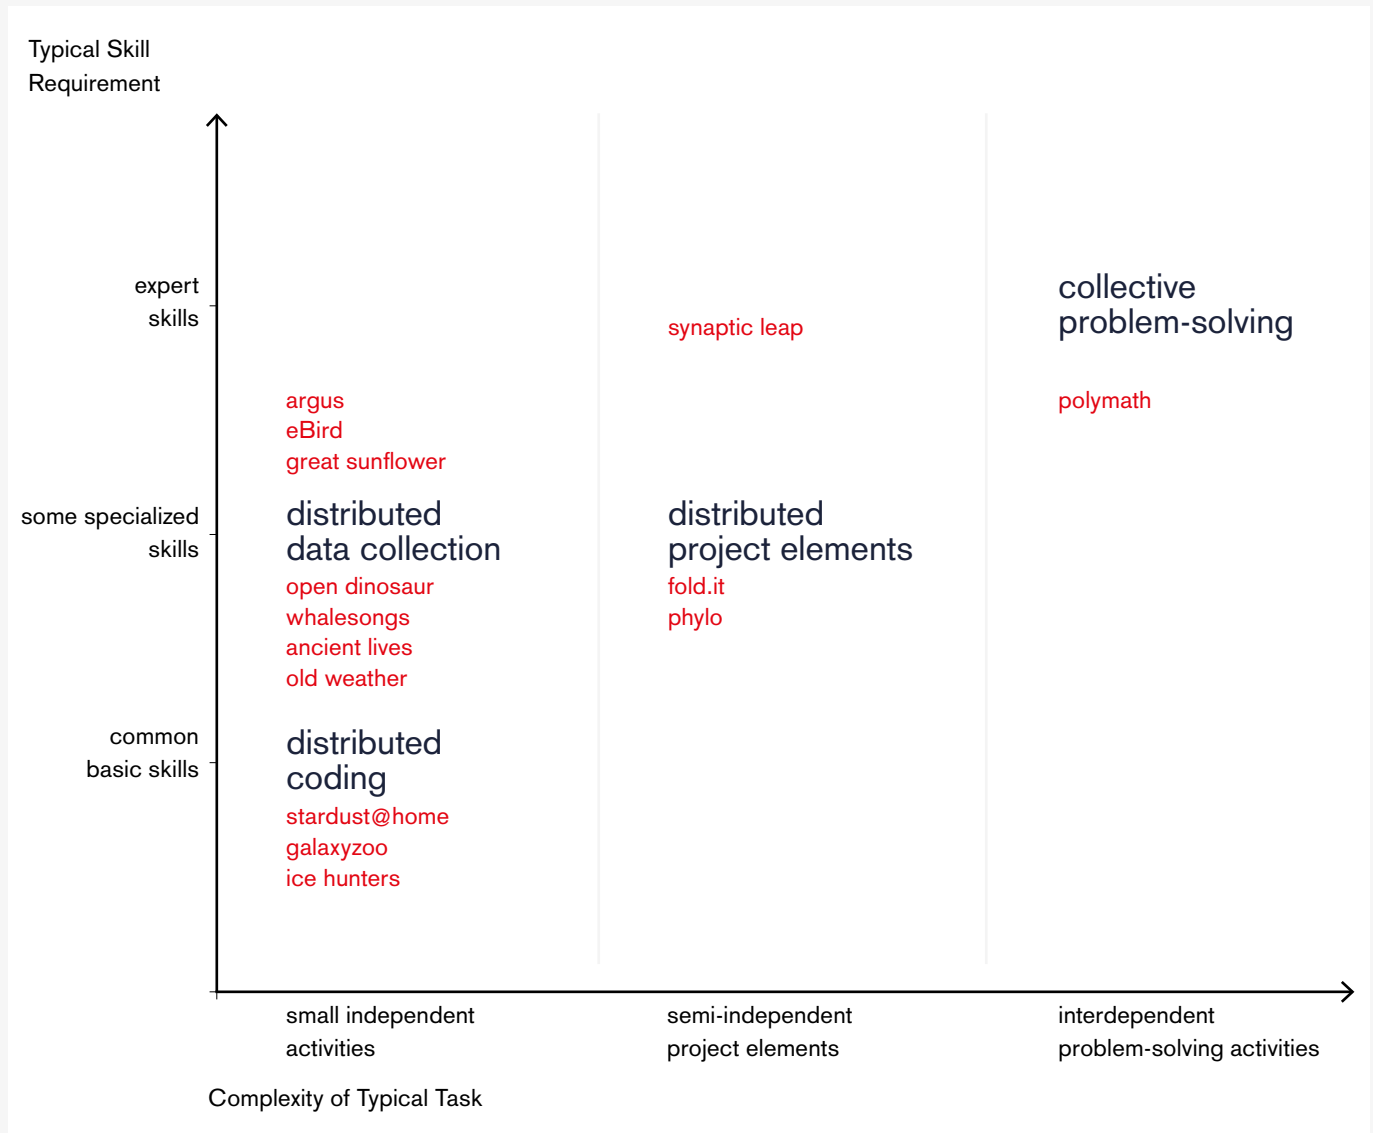 Typical Skill
Requirement
expert
skills
collective
problem-solving
synaptic leap
argus
eBird
great sunflower
polymath
some specialized
skills
distributed
data collection
open dinosaur
whalesongs
ancient lives
old weather
distributed
project elements
fold.it
phylo
common
basic skills
distributed
coding
stardust@home
galaxyzoo
ice hunters
small independent
activities
semi-independent
project elements
interdependent
problem-solving activities
Complexity of Typical Task